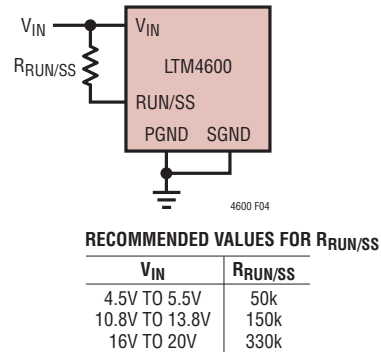 VIN
VIN
RRUN/SS
LTM4600
RUN/SS
PGND SGND
4600 F04
RECOMMENDED VALUES FOR RRUN/SS
VIN RRUN/SS
4.5V TO 5.5V 50k
10.8V TO 13.8V 150k
16V TO 20V 330k